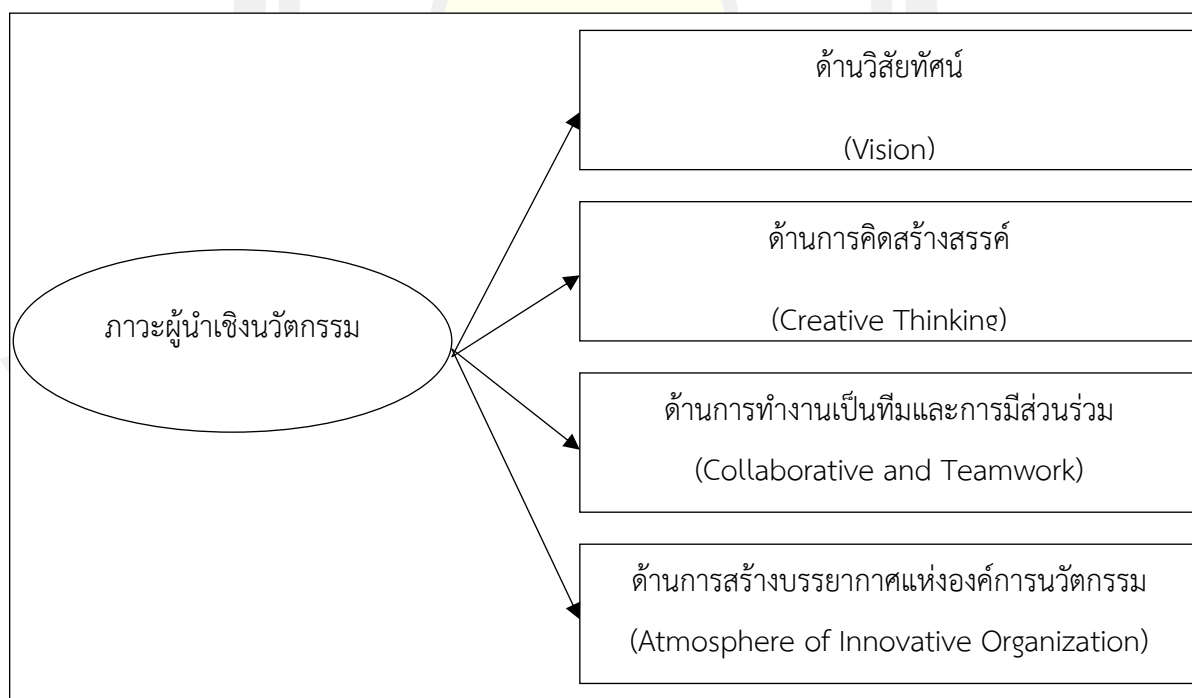 ด้านวิสัยทัศน์
(Vision)
ด้านการคิดสร้างสรรค์
(Creative Thinking)
ภาวะผู้นำเชิงนวัตกรรม
ด้านการทำงานเป็นทีมและการมีส่วนร่วม
(Collaborative and Teamwork)
ด้านการสร้างบรรยากาศแห่งองค์การนวัตกรรม
(Atmosphere of Innovative Organization)